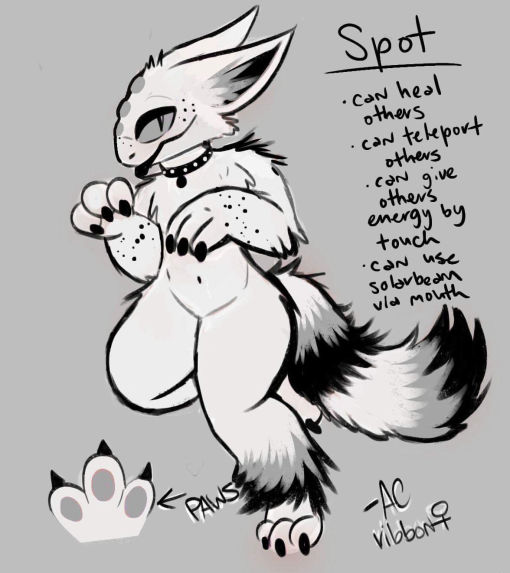 Spot
·can heal
others
·can teleport
others
·can give
others
energy by
touch
·can use
solarbeam
via mouth
PAWS
-AC
ribbon♀